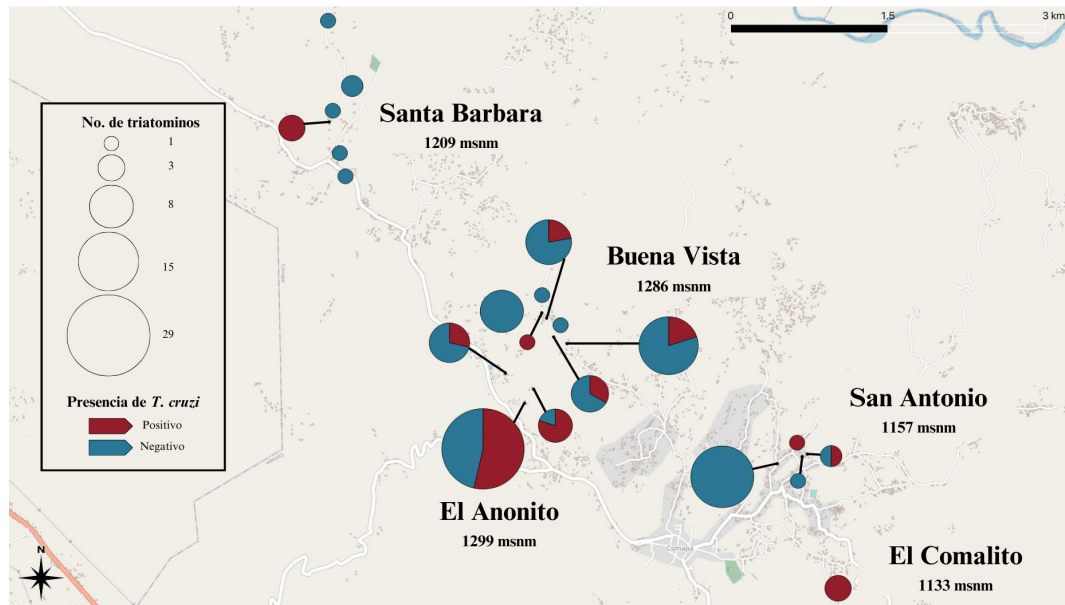 0 1.5 3 km
Santa Barbara
1209 msnm
No. de triatominos
1
3
8
15
29
Presencia de T. cruzi
Positivo
Negativo
Buena Vista
1286 msnm
San Antonio
1157 msnm
El Anonito
1299 msnm
Comapa
El Comalito
1133 msnm
N